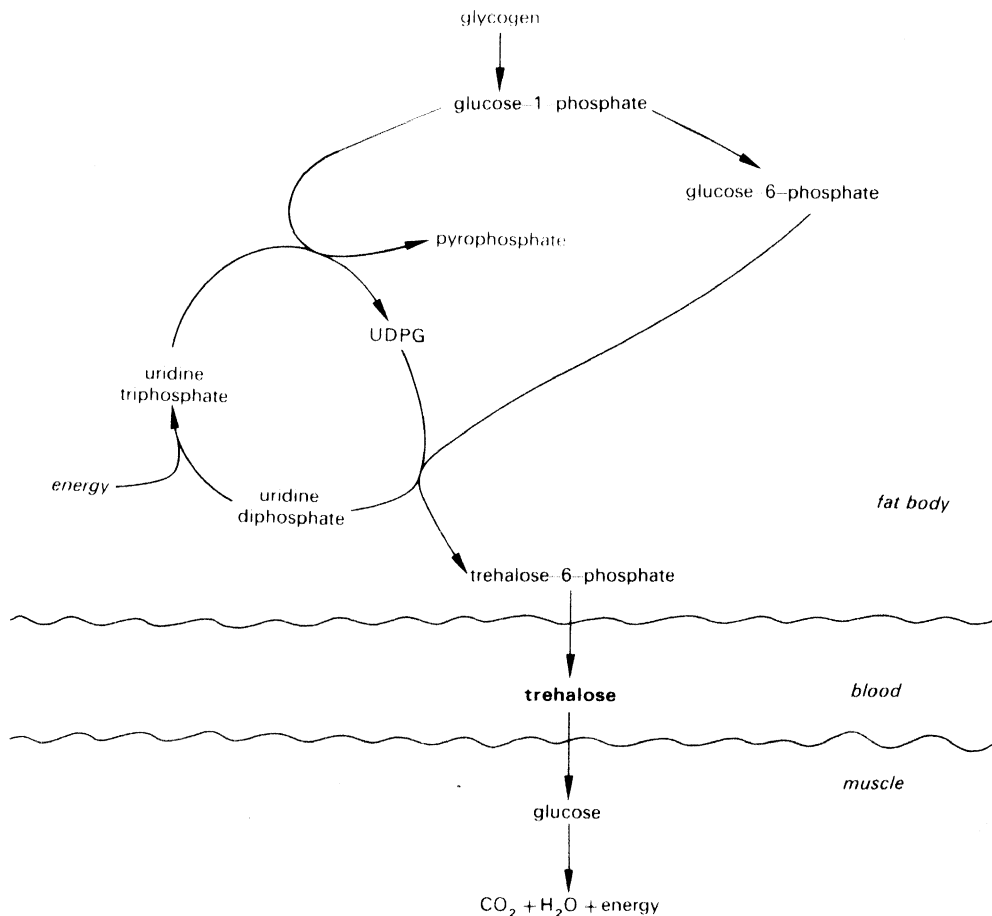 glycogen
glucose-1-phosphate
glucose 6-phosphate
pyrophosphate
UDPG
uridine
triphosphate
energy
uridine
diphosphate
fat body
trehalose-6-phosphate
trehalose
blood
muscle
glucose
CO₂ + H₂O + energy